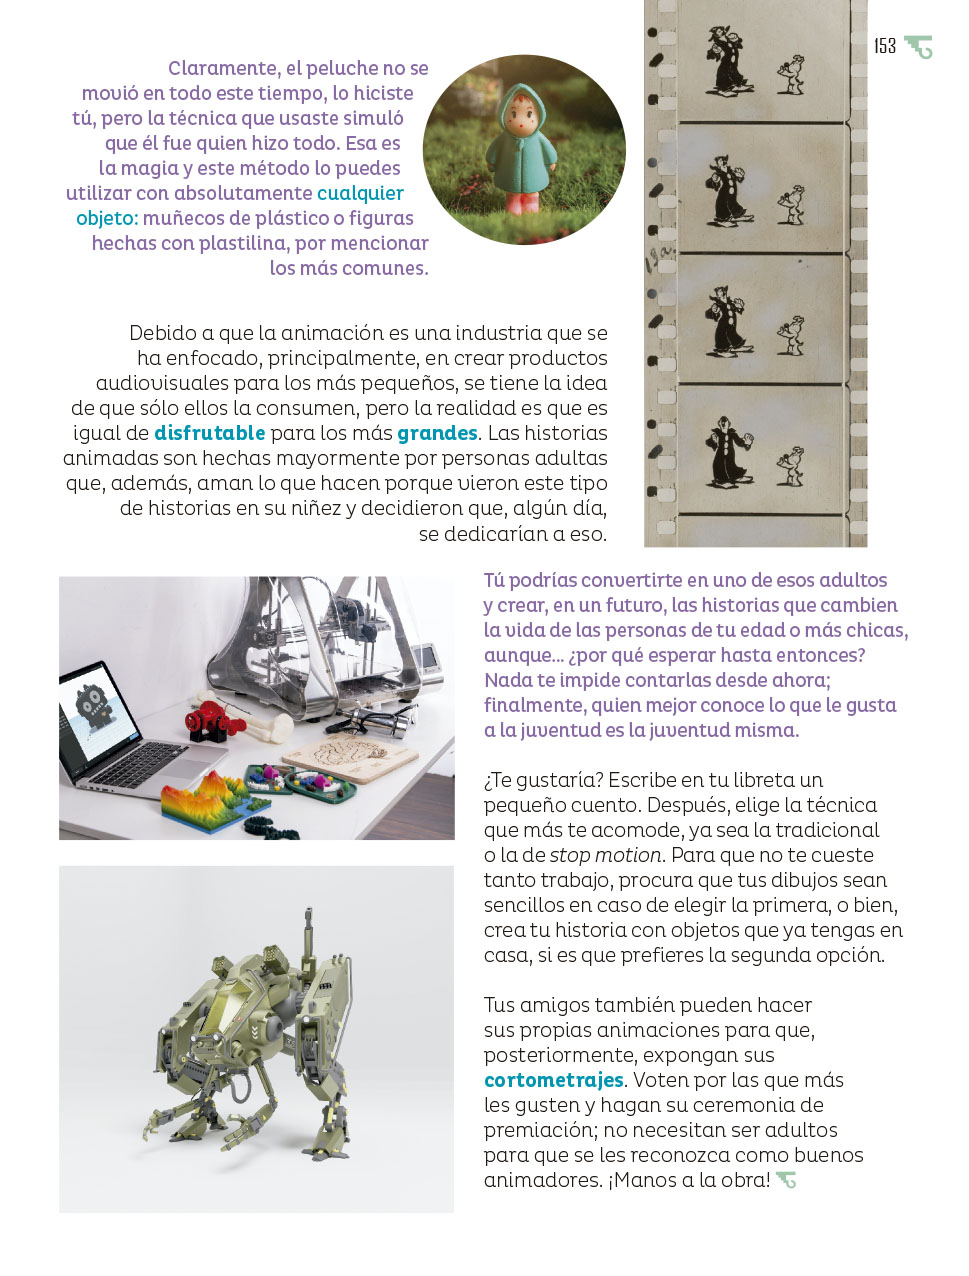 153
Claramente, el peluche no se
movió en todo este tiempo, lo hiciste
tú, pero la técnica que usaste simuló
que él fue quien hizo todo. Esa es
la magia y este método lo puedes
utilizar con absolutamente cualquier
objeto: muñecos de plástico o figuras
hechas con plastilina, por mencionar
los más comunes.
Debido a que la animación es una industria que se
ha enfocado, principalmente, en crear productos
audiovisuales para los más pequeños, se tiene la idea
de que sólo ellos la consumen, pero la realidad es que es
igual de disfrutable para los más grandes. Las historias
animadas son hechas mayormente por personas adultas
que, además, aman lo que hacen porque vieron este tipo
de historias en su niñez y decidieron que, algún día,
se dedicarían a eso.
Tú podrías convertirte en uno de esos adultos
y crear, en un futuro, las historias que cambien
la vida de las personas de tu edad o más chicas,
aunque... ¿por qué esperar hasta entonces?
Nada te impide contarlas desde ahora;
finalmente, quien mejor conoce lo que le gusta
a la juventud es la juventud misma.
¿Te gustaría? Escribe en tu libreta un
pequeño cuento. Después, elige la técnica
que más te acomode, ya sea la tradicional
o la de stop motion. Para que no te cueste
tanto trabajo, procura que tus dibujos sean
sencillos en caso de elegir la primera, o bien,
crea tu historia con objetos que ya tengas en
casa, si es que prefieres la segunda opción.
Tus amigos también pueden hacer
sus propias animaciones para que,
posteriormente, expongan sus
cortometrajes. Voten por las que más
les gusten y hagan su ceremonia de
premiación; no necesitan ser adultos
para que se les reconozca como buenos
animadores. ¡Manos a la obra!